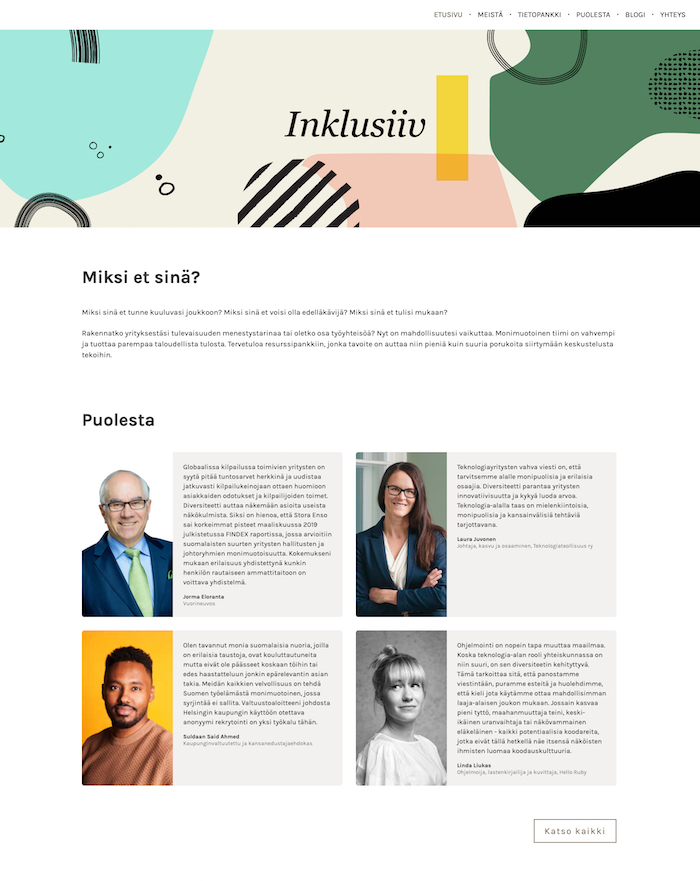 ETUSIVU · MEISTÄ · TIETOPANKKI · PUOLESTA · BLOGI · YHTEYS
Inklusiiv
Miksi et sinä?
Miksi sinä et tunne kuuluvasi joukkoon? Miksi sinä et voisi olla edelläkävijä? Miksi sinä et tulisi mukaan?
Rakennatko yrityksestäsi tulevaisuuden menestystarinaa tai oletko osa työyhteisöä? Nyt on mahdollisuutesi vaikuttaa. Monimuotoinen tiimi on vahvempi
ja tuottaa parempaa taloudellista tulosta. Tervetuloa resurssipankkiin, jonka tavoite on auttaa niin pieniä kuin suuria porukoita siirtymään keskustelusta
tekoihin.
Puolesta
Globaalissa kilpailussa toimivien yritysten on
syytä pitää tuntosarvet herkkinä ja uudistaa
jatkuvasti kilpailukeinojaan ottaen huomioon
asiakkaiden odotukset ja kilpailijoiden toimet.
Diversiteetti auttaa näkemään asioita useista
näkökulmista. Siksi on hienoa, että Stora Enso
sai korkeimmat pisteet maaliskuussa 2019
julkistetussa FINDEX raportissa, jossa arvioitiin
suomalaisten suurten yritysten hallitusten ja
johtoryhmien monimuotoisuutta. Kokemukseni
mukaan erilaisuus yhdistettynä kunkin
henkilön rautaiseen ammattitaitoon on
voittava yhdistelmä.
Jorma Eloranta
Vuorineuvos
Teknologiayritysten vahva viesti on, että
tarvitsemme alalle monipuolisia ja erilaisia
osaajia. Diversiteetti parantaa yritysten
innovatiivisuutta ja kykyä luoda arvoa.
Teknologia-alalla taas on mielenkiintoisia,
monipuolisia ja kansainvälisiä tehtäviä
tarjottavana.
Laura Juvonen
Johtaja, kasvu ja osaaminen, Teknologiateollisuus ry
Olen tavannut monia suomalaisia nuoria, joilla
on erilaisia taustoja, ovat kouluttautuneita
mutta eivät ole päässeet koskaan töihin tai
edes haastatteluun jonkin epärelevantin asian
takia. Meidän kaikkien velvollisuus on tehdä
Suomen työelämästä monimuotoinen, jossa
syrjintää ei sallita. Valtuustoaloitteeni johdosta
Helsingin kaupungin käyttöön otettava
anonyymi rekrytointi on yksi työkalu tähän.
Suldaan Said Ahmed
Kaupunginvaltuutettu ja kansanedustajaehdokas
Ohjelmointi on nopein tapa muuttaa maailmaa.
Koska teknologia-alan rooli yhteiskunnassa on
niin suuri, on sen diversiteetin kehityttyvä.
Tämä tarkoittaa sitä, että panostamme
viestintään, puramme esteitä ja huolehdimme,
että kieli jota käytämme ottaa mahdollisimman
laaja-alaisen joukon mukaan. Jossain kasvaa
pieni tyttö, maahanmuuttaja teini, keski-
ikäinen uranvaihtaja tai näkövammainen
eläkeläinen - kaikki potentiaalisia koodareita,
jotka eivät tällä hetkellä näe itsensä näköisten
ihmisten luomaa koodauskulttuuria.
Linda Liukas
Ohjelmoija, lastenkirjailija ja kuvittaja, Hello Ruby
Katso kaikki